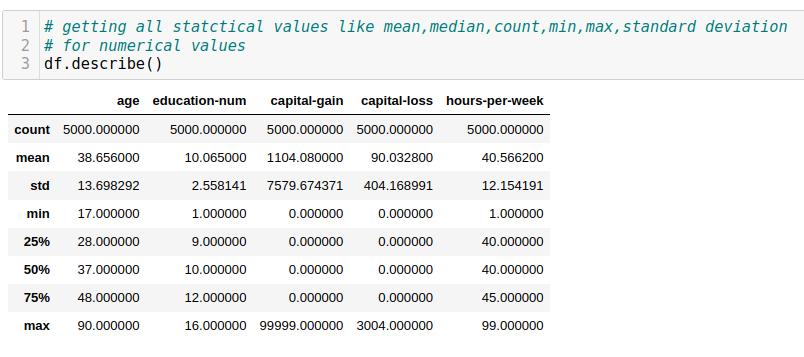 1 # getting all statctical values like mean,median,count,min,max,standard deviation
2 # for numerical values
3 df.describe()
age education-num capital-gain capital-loss hours-per-week
count 5000.000000 5000.000000 5000.000000 5000.000000 5000.000000
mean 38.656000 10.065000 1104.080000 90.032800 40.566200
std 13.698292 2.558141 7579.674371 404.168991 12.154191
min 17.000000 1.000000 0.000000 0.000000 1.000000
25% 28.000000 9.000000 0.000000 0.000000 40.000000
50% 37.000000 10.000000 0.000000 0.000000 40.000000
75% 48.000000 12.000000 0.000000 0.000000 45.000000
max 90.000000 16.000000 99999.000000 3004.000000 99.000000